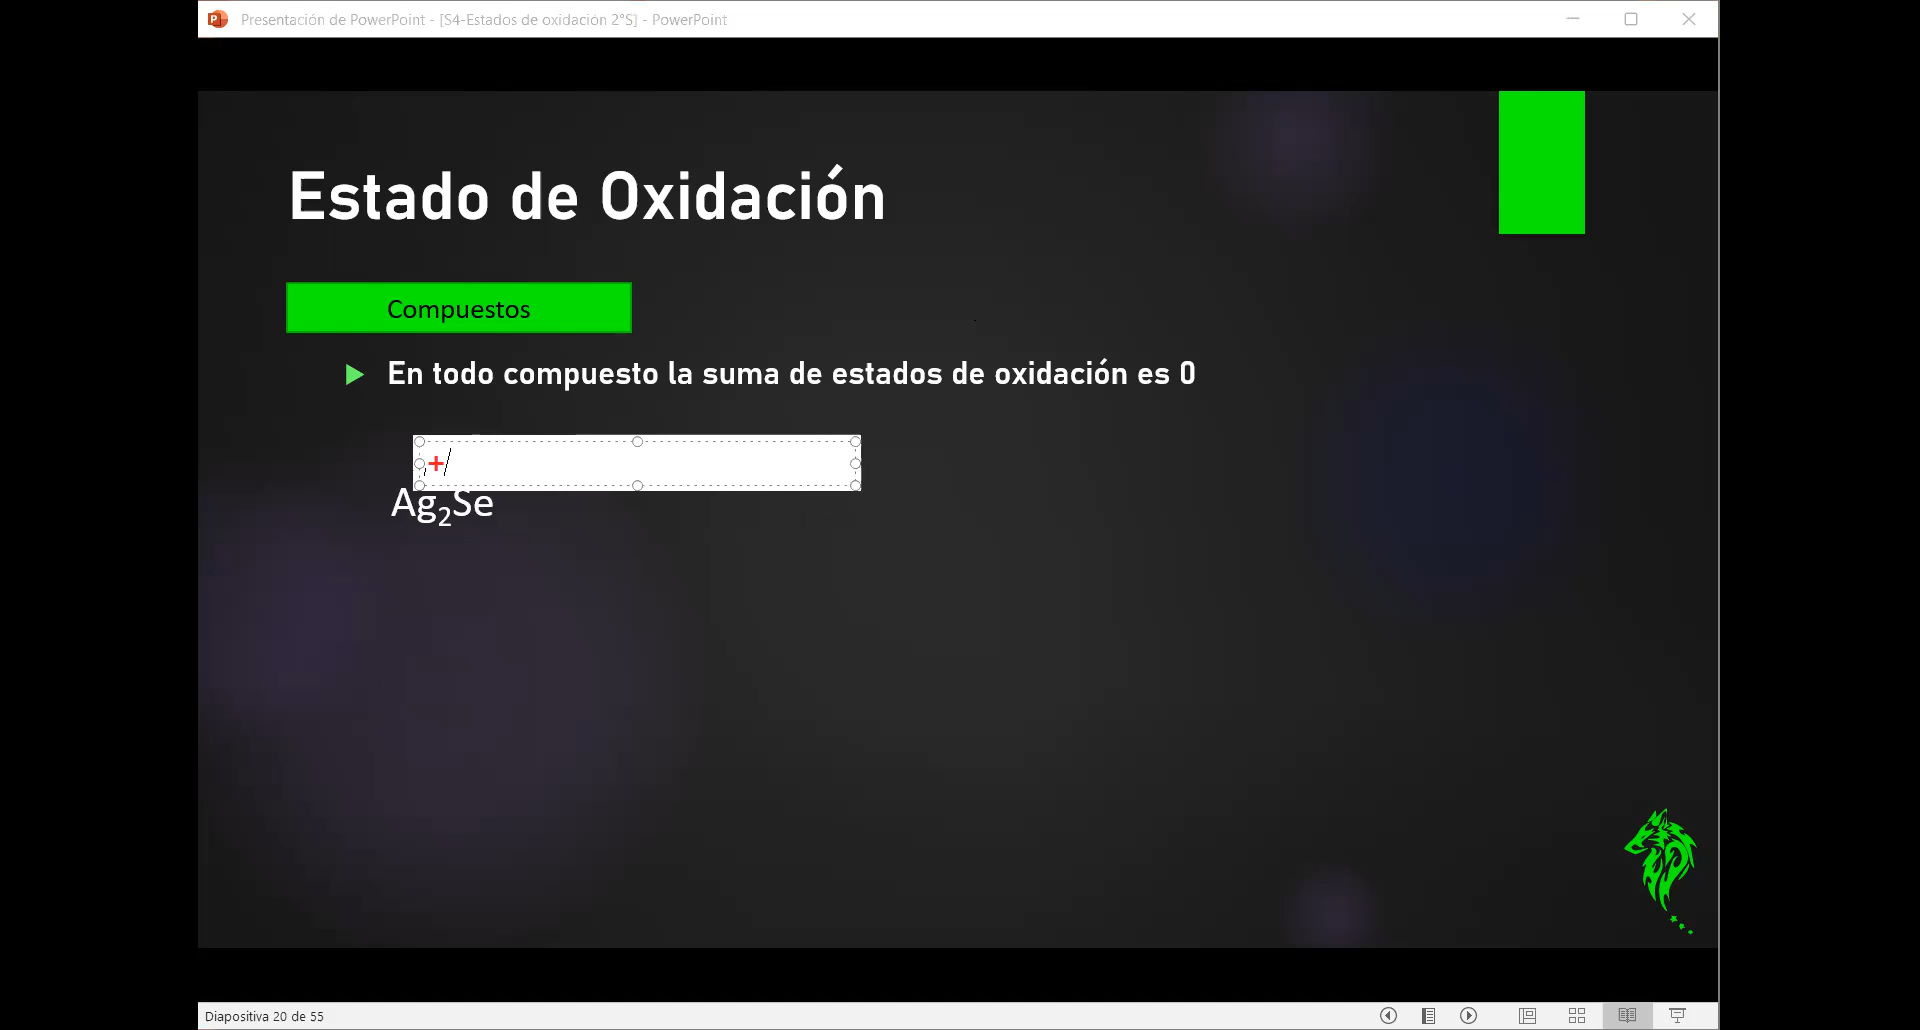 Presentación de PowerPoint - [S4-Estados de oxidación 2°S] - PowerPoint
Estado de Oxidación
Compuestos
En todo compuesto la suma de estados de oxidación es 0
+
Ag₂Se
Diapositiva 20 de 55